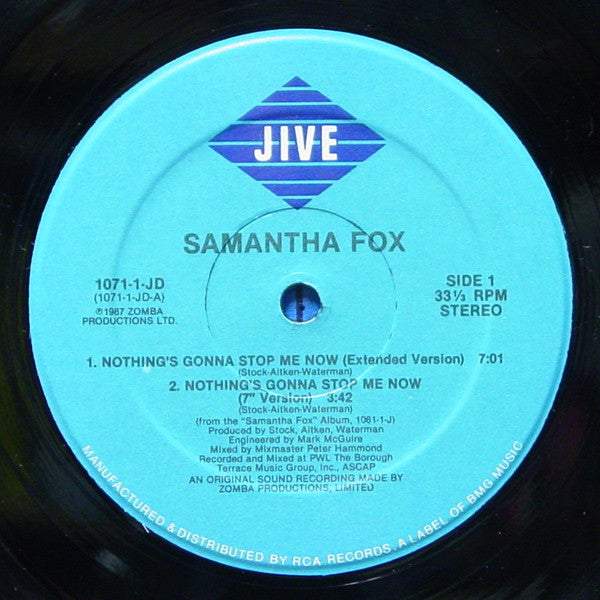 JIVE
SAMANTHA FOX
1071-1-JD
(1071-1-JD-A)
℗1987 ZOMBA
PRODUCTIONS LTD.
SIDE 1
33⅓ RPM
STEREO
1. NOTHING'S GONNA STOP ME NOW (Extended Version) 7:01
(Stock-Aitken-Waterman)
2. NOTHING'S GONNA STOP ME NOW
(7" Version) 3:42
(Stock-Aitken-Waterman)
(from the "Samantha Fox" Album, 1061-1-J)
Produced by Stock, Aitken, Waterman
Engineered by Mark McGuire
Mixed by Mixmaster Peter Hammond
Recorded and Mixed at PWL The Borough
Terrace Music Group, Inc., ASCAP
AN ORIGINAL SOUND RECORDING MADE BY
ZOMBA PRODUCTIONS, LIMITED
MANUFACTURED & DISTRIBUTED BY RCA RECORDS. A LABEL OF BMG MUSIC